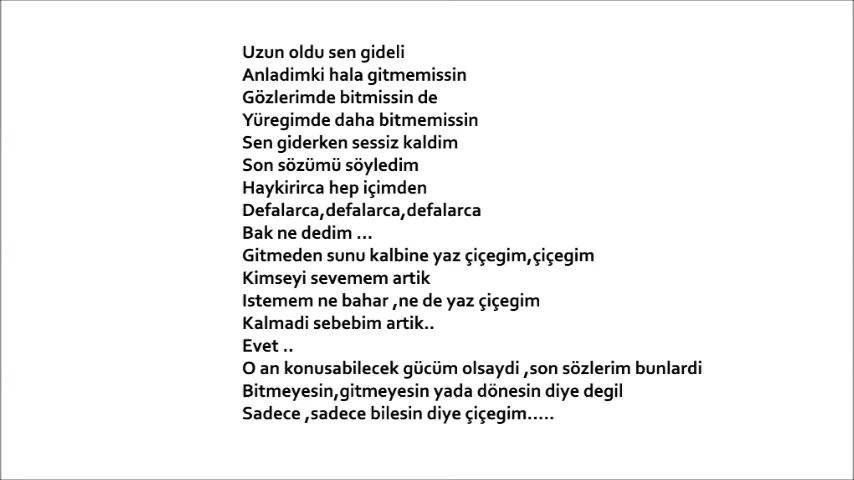 Uzun oldu sen gideli
Anladimki hala gitmemissin
Gözlerimde bitmissin de
Yüregimde daha bitmemissin
Sen giderken sessiz kaldim
Son sözümü söyledim
Haykirirca hep içimden
Defalarca,defalarca,defalarca
Bak ne dedim ...
Gitmeden sunu kalbine yaz çiçegim,çiçegim
Kimseyi sevemem artik
Istemem ne bahar ,ne de yaz çiçegim
Kalmadi sebebim artik..
Evet ..
O an konusabilecek gücüm olsaydi ,son sözlerim bunlardi
Bitmeyesin,gitmeyesin yada dönesin diye degil
Sadece ,sadece bilesin diye çiçegim.....